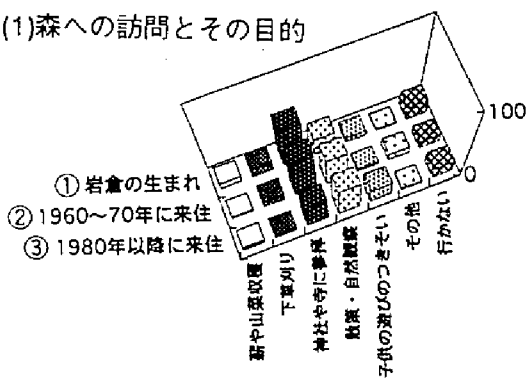 (1)森への訪問とその目的
100
0
① 岩倉の生まれ
② 1960～70年に来住
③ 1980年以降に来住
薪や山菜収穫
下草刈り
神社や寺に参拝
散策・自然観察
子供の遊びのつきそい
その他
行かない